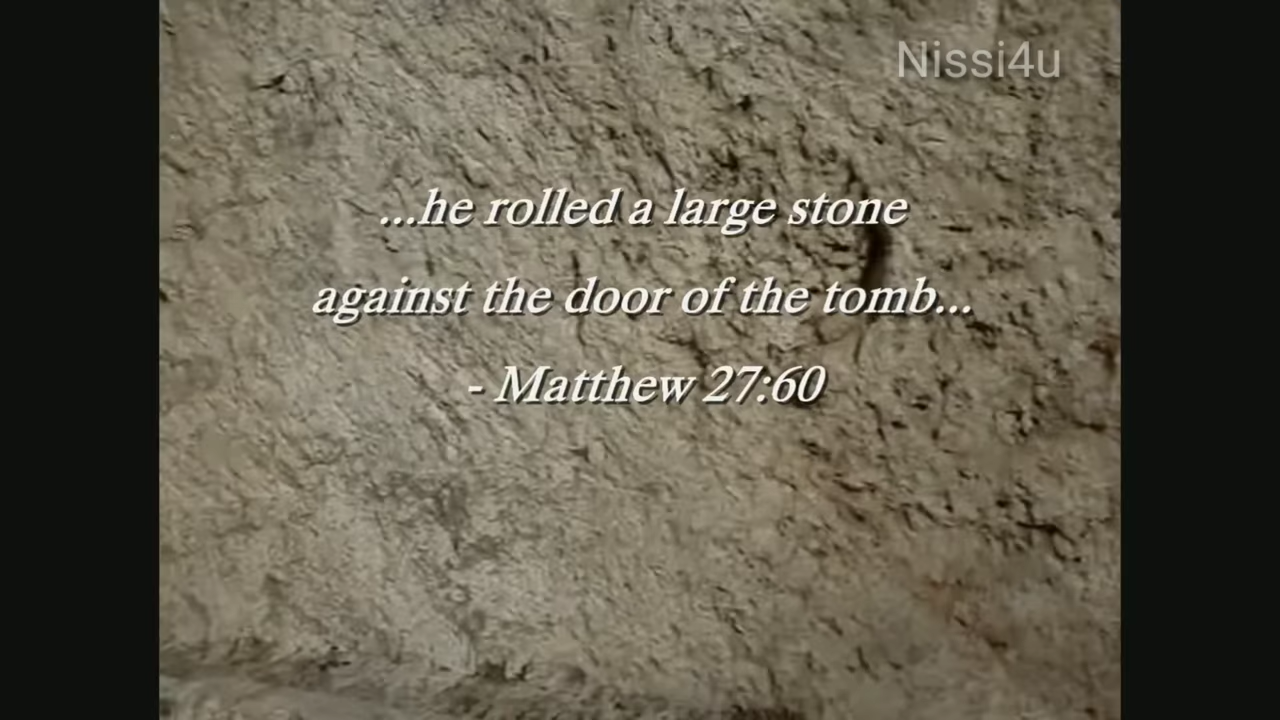 Nissi4u
...he rolled a large stone
against the door of the tomb...
- Matthew 27:60